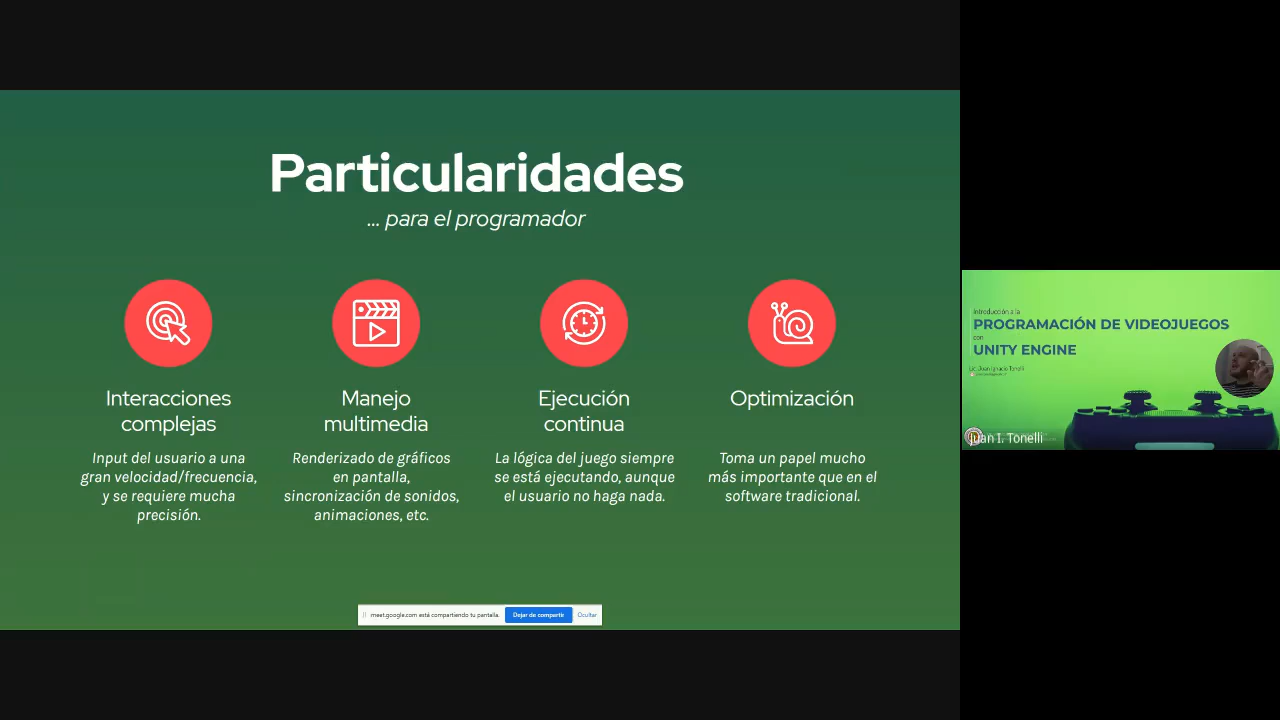 Particularidades
... para el programador
Interacciones
complejas
Input del usuario a una
gran velocidad/frecuencia,
y se requiere mucha
precisión.
Manejo
multimedia
Renderizado de gráficos
en pantalla,
sincronización de sonidos,
animaciones, etc.
Ejecución
continua
La lógica del juego siempre
se está ejecutando, aunque
el usuario no haga nada.
Optimización
Toma un papel mucho
más importante que en el
software tradicional.
meet.google.com está compartiendo tu pantalla.
Dejar de compartir
Ocultar
Introducción a la
PROGRAMACIÓN DE VIDEOJUEGOS
con
UNITY ENGINE
Lic. Juan Ignacio Tonelli
Juan I. Tonelli